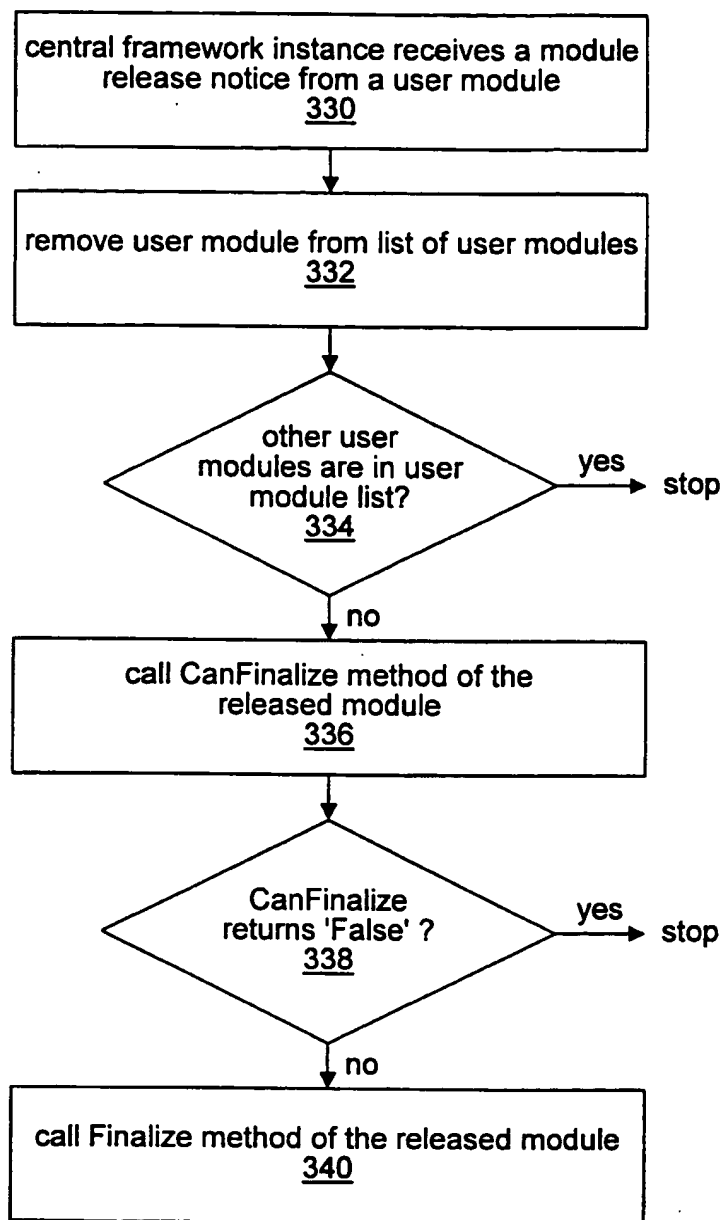 central framework instance receives a module
release notice from a user module
330
remove user module from list of user modules
332
other user
modules are in user
module list?
334
yes
stop
no
call CanFinalize method of the
released module
336
CanFinalize
returns 'False' ?
338
yes
stop
no
call Finalize method of the released module
340